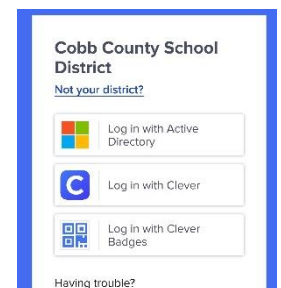 Cobb County School
District
Not your district?
Log in with Active
Directory
C
Log in with Clever
Log in with Clever
Badges
Having trouble?